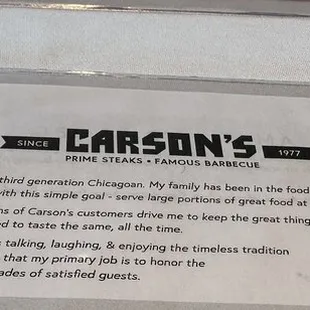 SINCE CARSON'S 1977
PRIME STEAKS • FAMOUS BARBECUE
third generation Chicagoan. My family has been in the food
with this simple goal - serve large portions of great food at
ns of Carson's customers drive me to keep the great thing
ed to taste the same, all the time.
s talking, laughing, & enjoying the timeless tradition
that my primary job is to honor the
ades of satisfied guests.